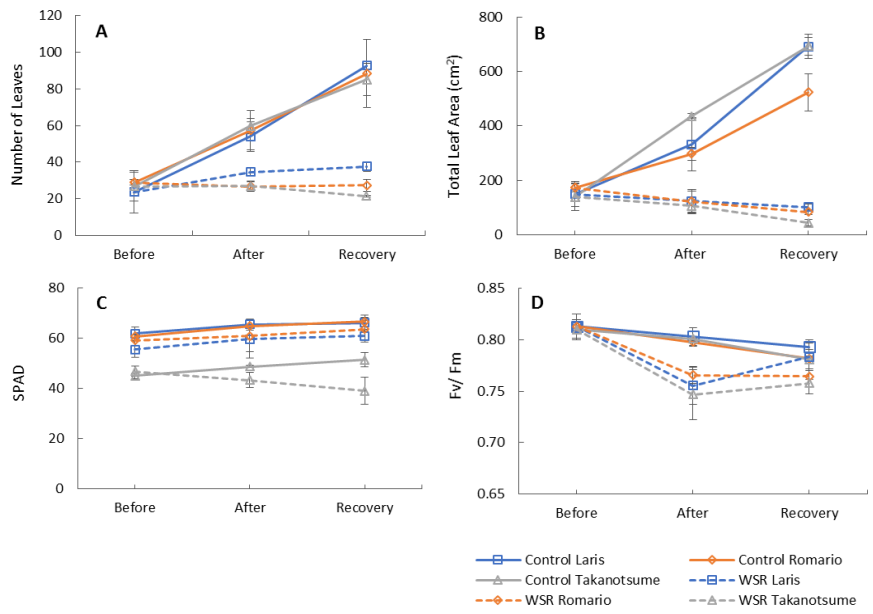 A
Number of Leaves
120
100
80
60
40
20
0
Before After Recovery
B
Total Leaf Area (cm²)
800
600
400
200
0
Before After Recovery
C
SPAD
80
60
40
20
0
Before After Recovery
D
Fv/ Fm
0.85
0.80
0.75
0.70
0.65
Before After Recovery
Control Laris Control Romario
Control Takanotsume WSR Laris
WSR Romario WSR Takanotsume